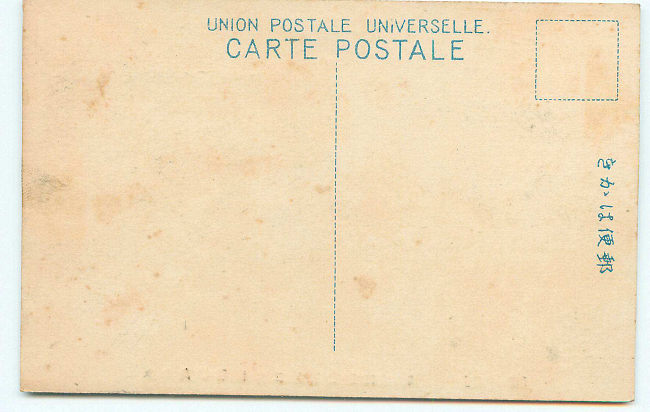 UNION POSTALE UNIVERSELLE.
CARTE POSTALE
郵便はかき